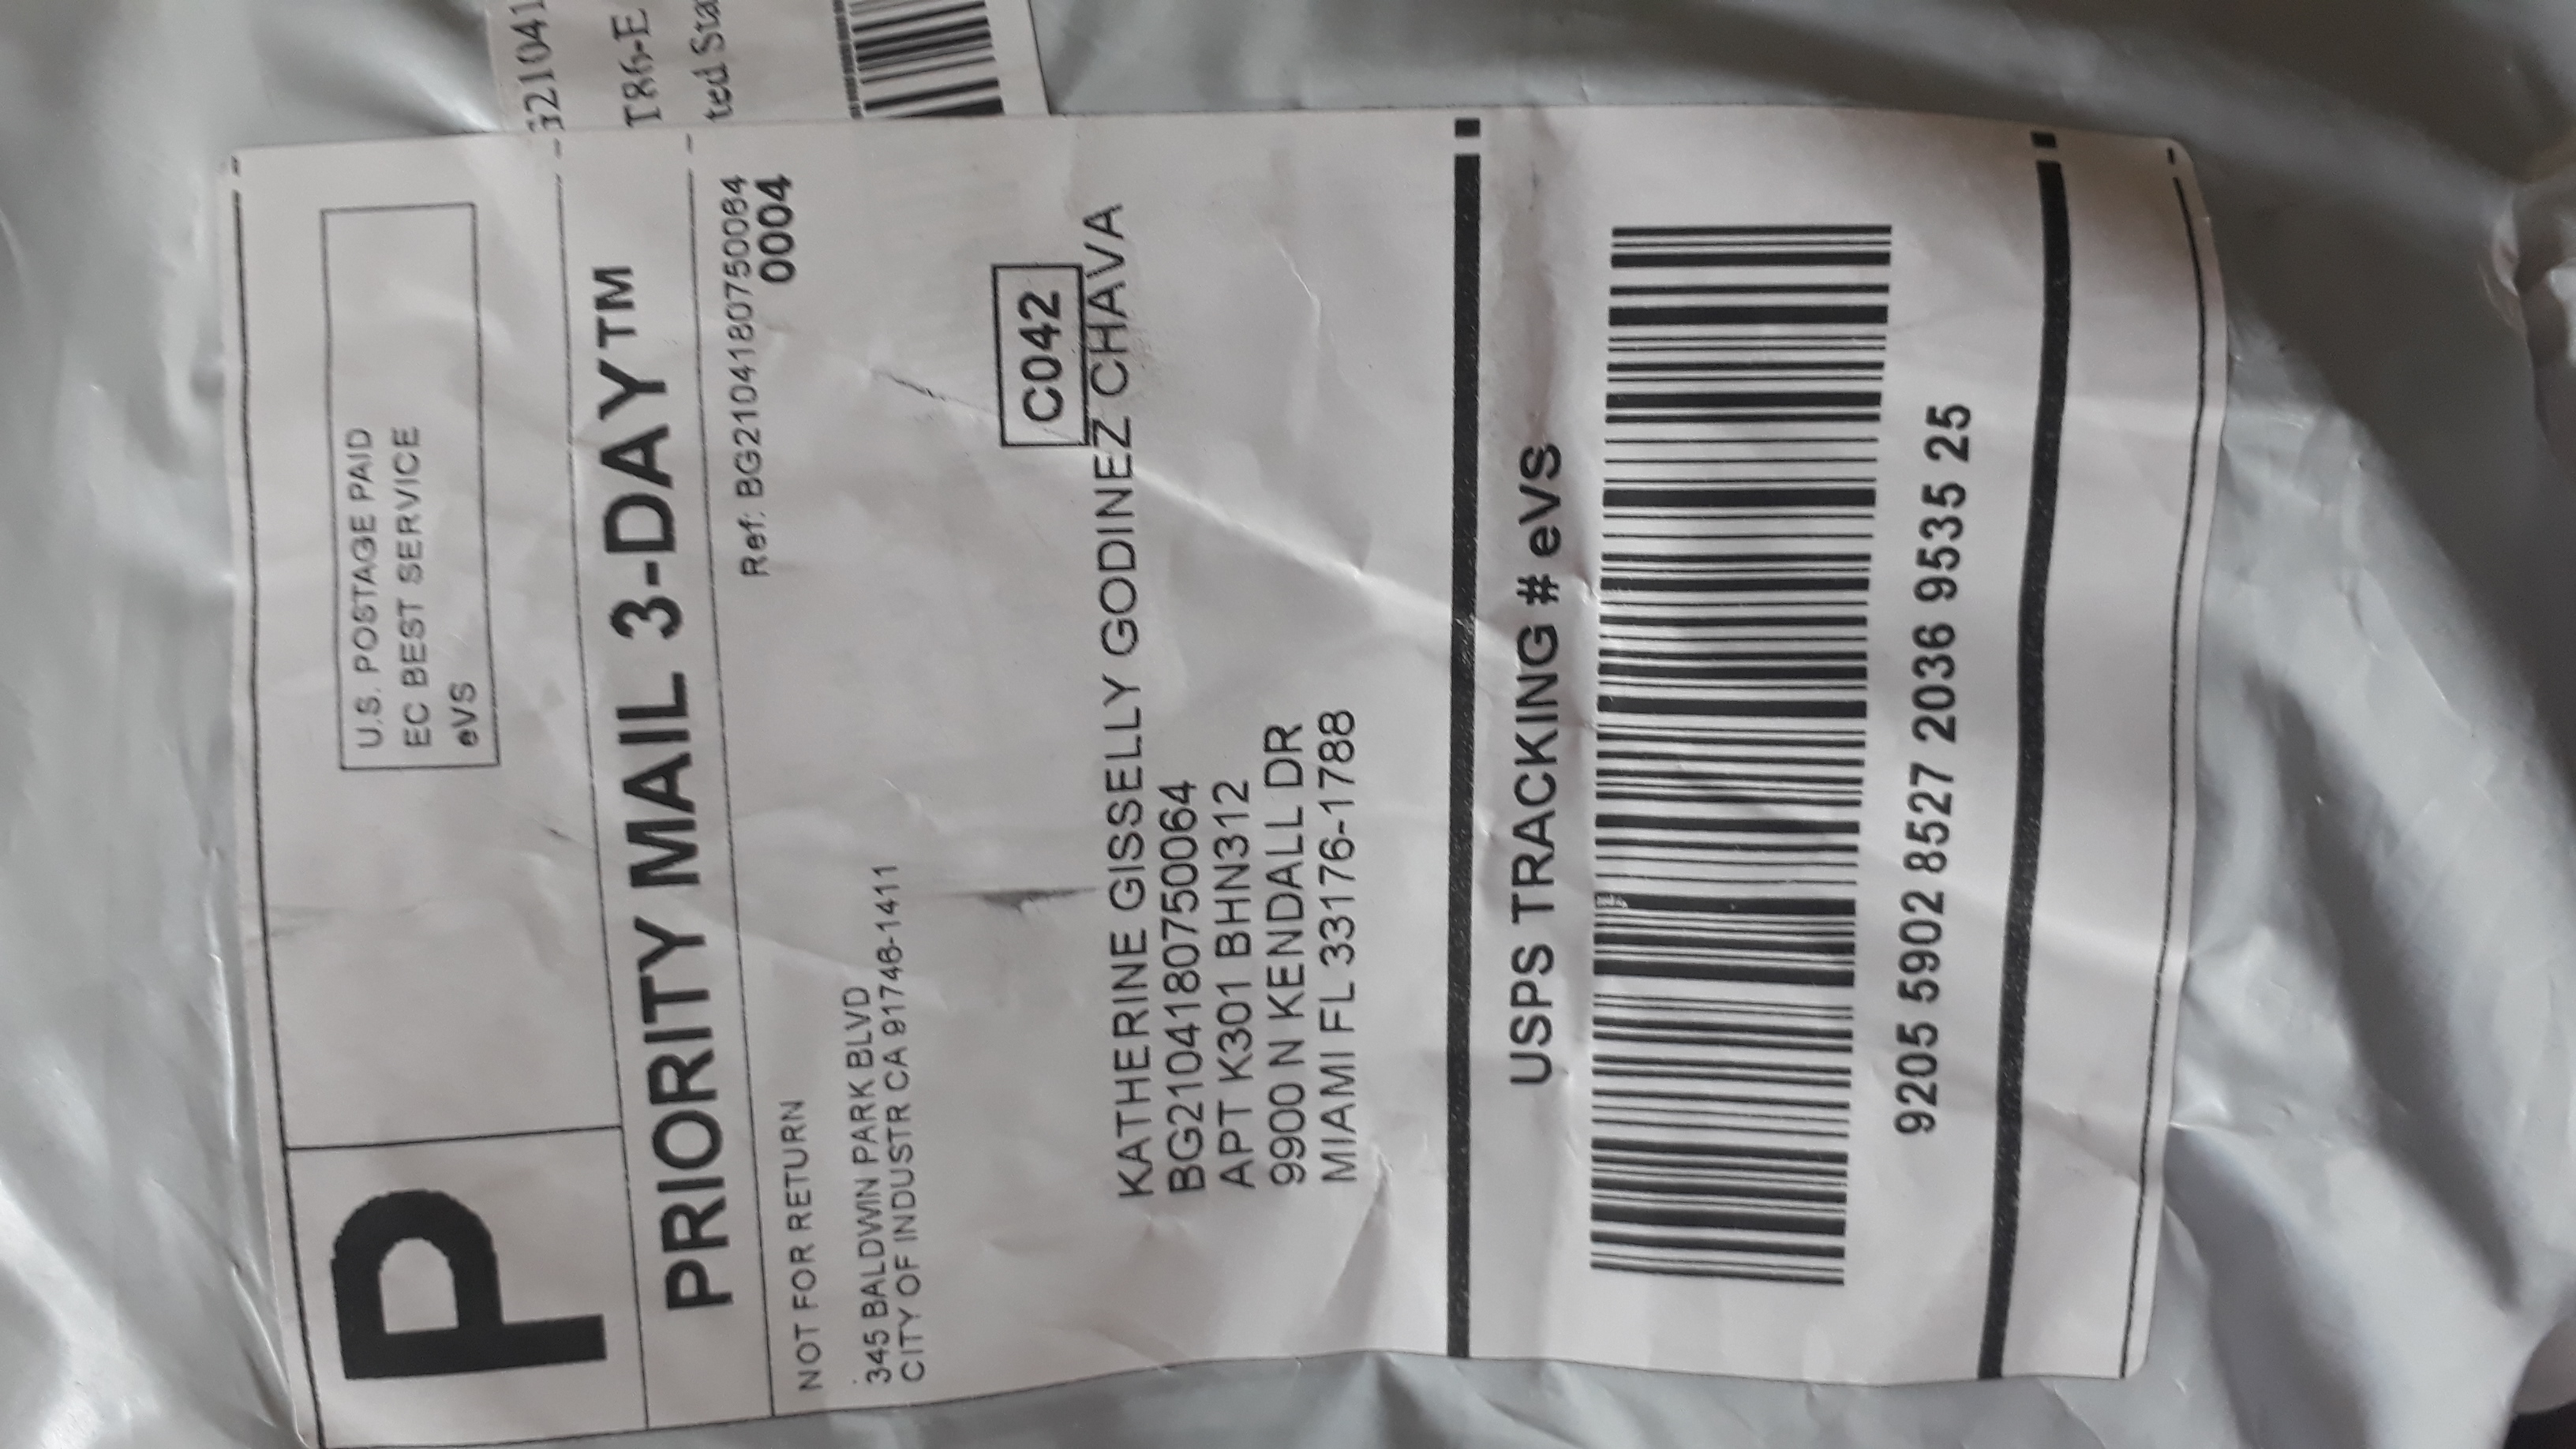 P
U.S. POSTAGE PAID
EC BEST SERVICE
eVS
PRIORITY MAIL 3-DAY™
Ref: BG2104180750064
0004
NOT FOR RETURN
345 BALDWIN PARK BLVD
CITY OF INDUSTR CA 91746-1411
C042
KATHERINE GISSELLY GODINEZ CHAVA
BG2104180750064
APT K301 BHN312
9900 N KENDALL DR
MIAMI FL 33176-1788
USPS TRACKING # eVS
9205 5902 8527 2036 9535 25
G21041
T86-E
ted Sta